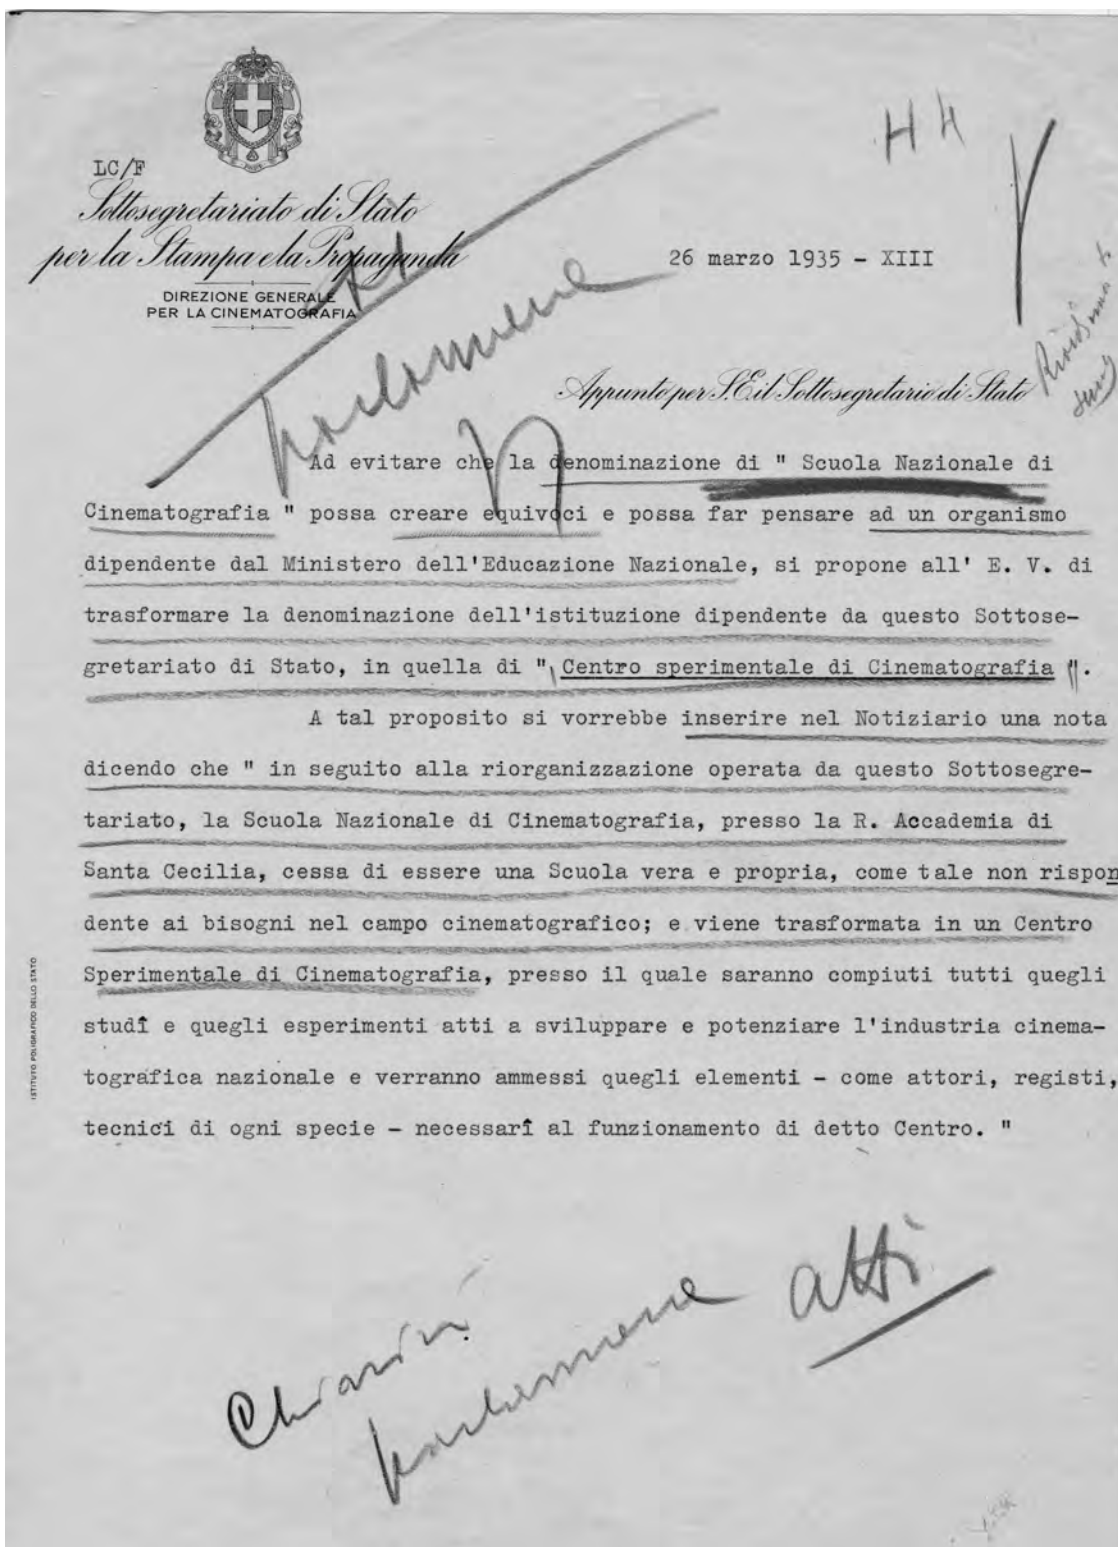 LC/F
Sottosegretariato di Stato
per la Stampa e la Propaganda
DIREZIONE GENERALE
PER LA CINEMATOGRAFIA
26 marzo 1935 - XIII
parlamene
Appunto per S.E. il Sottosegretario di Stato
Ad evitare che la denominazione di " Scuola Nazionale di
Cinematografia " possa creare equivoci e possa far pensare ad un organismo
dipendente dal Ministero dell'Educazione Nazionale, si propone all' E. V. di
trasformare la denominazione dell'istituzione dipendente da questo Sottose-
gretariato di Stato, in quella di " Centro sperimentale di Cinematografia ".
A tal proposito si vorrebbe inserire nel Notiziario una nota
dicendo che " in seguito alla riorganizzazione operata da questo Sottosegre-
tariato, la Scuola Nazionale di Cinematografia, presso la R. Accademia di
Santa Cecilia, cessa di essere una Scuola vera e propria, come tale non rispon
dente ai bisogni nel campo cinematografico; e viene trasformata in un Centro
Sperimentale di Cinematografia, presso il quale saranno compiuti tutti quegli
studî e quegli esperimenti atti a sviluppare e potenziare l'industria cinema-
tografica nazionale e verranno ammessi quegli elementi - come attori, registi,
tecnici di ogni specie - necessarî al funzionamento di detto Centro. "
ISTITUTO POLIGRAFICO DELLO STATO
Chiarini
parlamene
atti